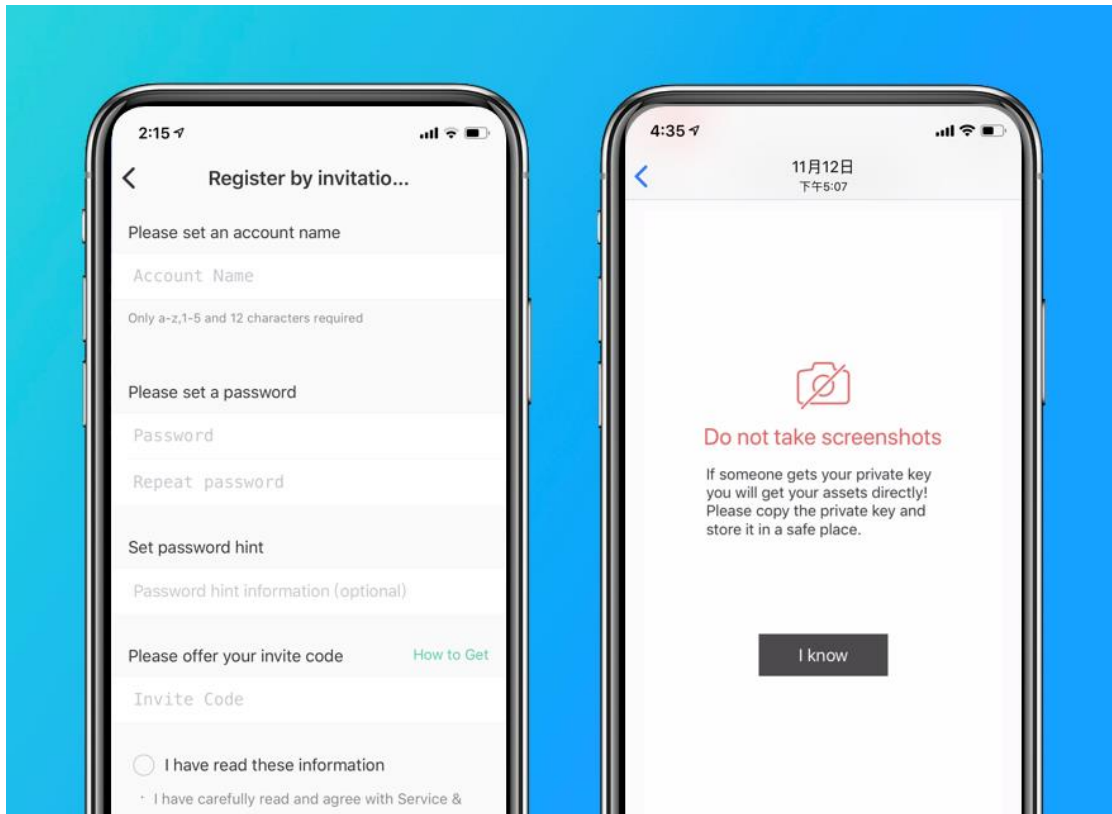 2:15
Register by invitatio...
Please set an account name
Account Name
Only a-z,1-5 and 12 characters required
Please set a password
Password
Repeat password
Set password hint
Password hint information (optional)
Please offer your invite code How to Get
Invite Code
I have read these information
· I have carefully read and agree with Service &
4:35
11月12日
下午5:07
Do not take screenshots
If someone gets your private key
you will get your assets directly!
Please copy the private key and
store it in a safe place.
I know